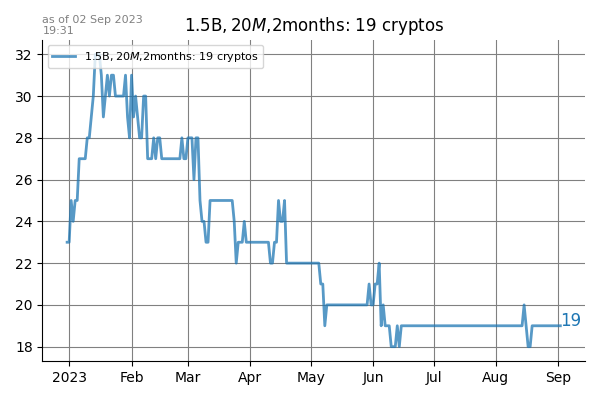 as of 02 Sep 2023
19:31
1.5B, 20M,2months: 19 cryptos
1.5B, 20M,2months: 19 cryptos
32
30
28
26
24
22
20
18
19
2023 Feb Mar Apr May Jun Jul Aug Sep